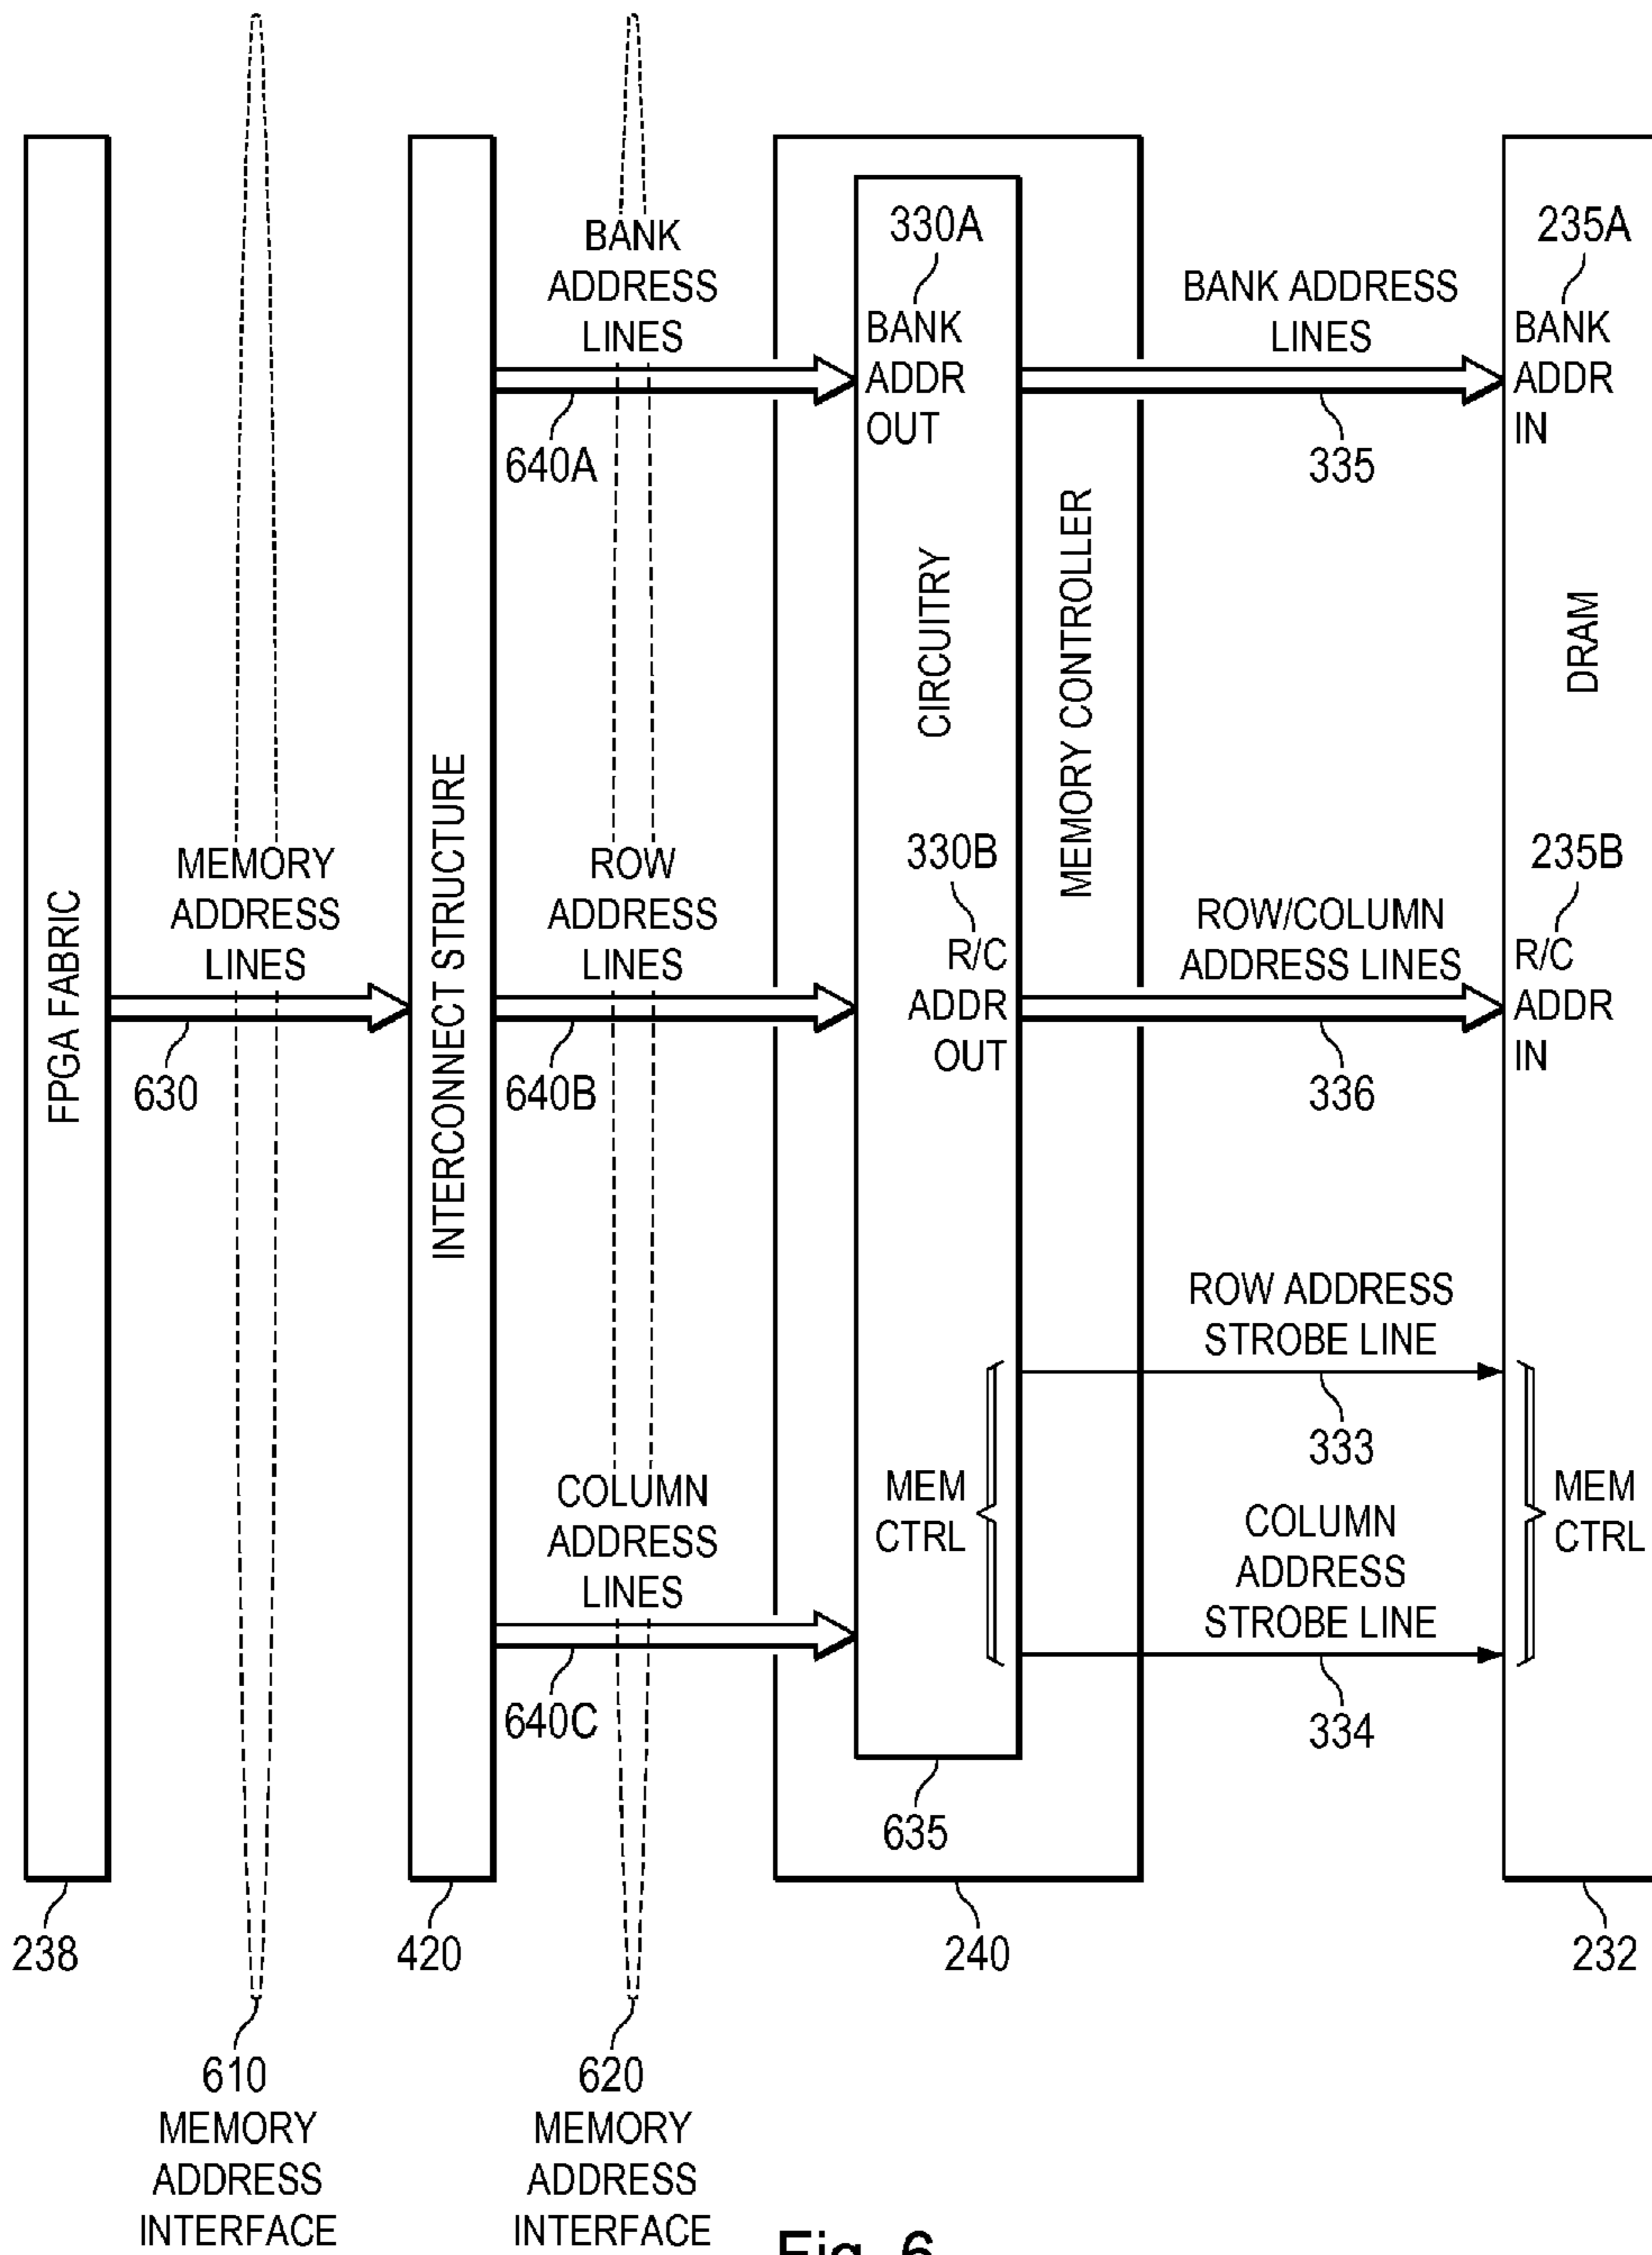 BANK
ADDRESS
LINES
640A
330A
BANK
ADDR
OUT
BANK ADDRESS
LINES
335
235A
BANK
ADDR
IN
CIRCUITRY
MEMORY CONTROLLER
DRAM
FPGA FABRIC
MEMORY
ADDRESS
LINES
630
INTERCONNECT STRUCTURE
ROW
ADDRESS
LINES
640B
330B
R/C
ADDR
OUT
ROW/COLUMN
ADDRESS LINES
336
235B
R/C
ADDR
IN
ROW ADDRESS
STROBE LINE
333
COLUMN
ADDRESS
LINES
640C
MEM
CTRL
COLUMN
ADDRESS
STROBE LINE
334
MEM
CTRL
635
238
420
240
232
610
MEMORY
ADDRESS
INTERFACE
620
MEMORY
ADDRESS
INTERFACE
Fig. 6